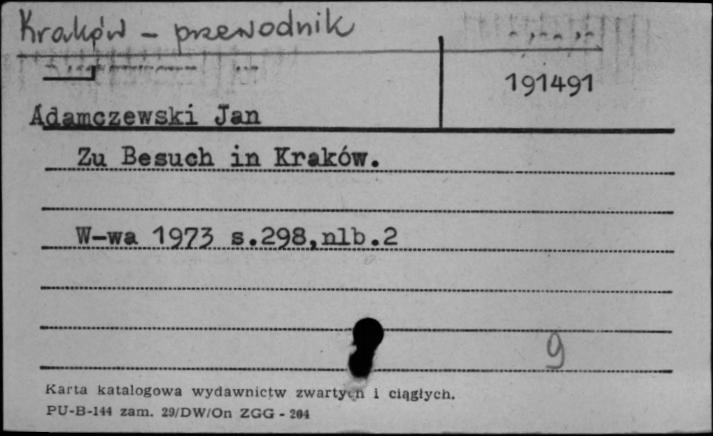 Kraków - przewodnik
191491
Adamczewski Jan
Zu Besuch in Kraków.
W-wa 1973 s.298,nlb.2
9
Karta katalogowa wydawnictw zwartych i ciągłych.
PU-B-144 zam. 29/DW/On ZGG - 204